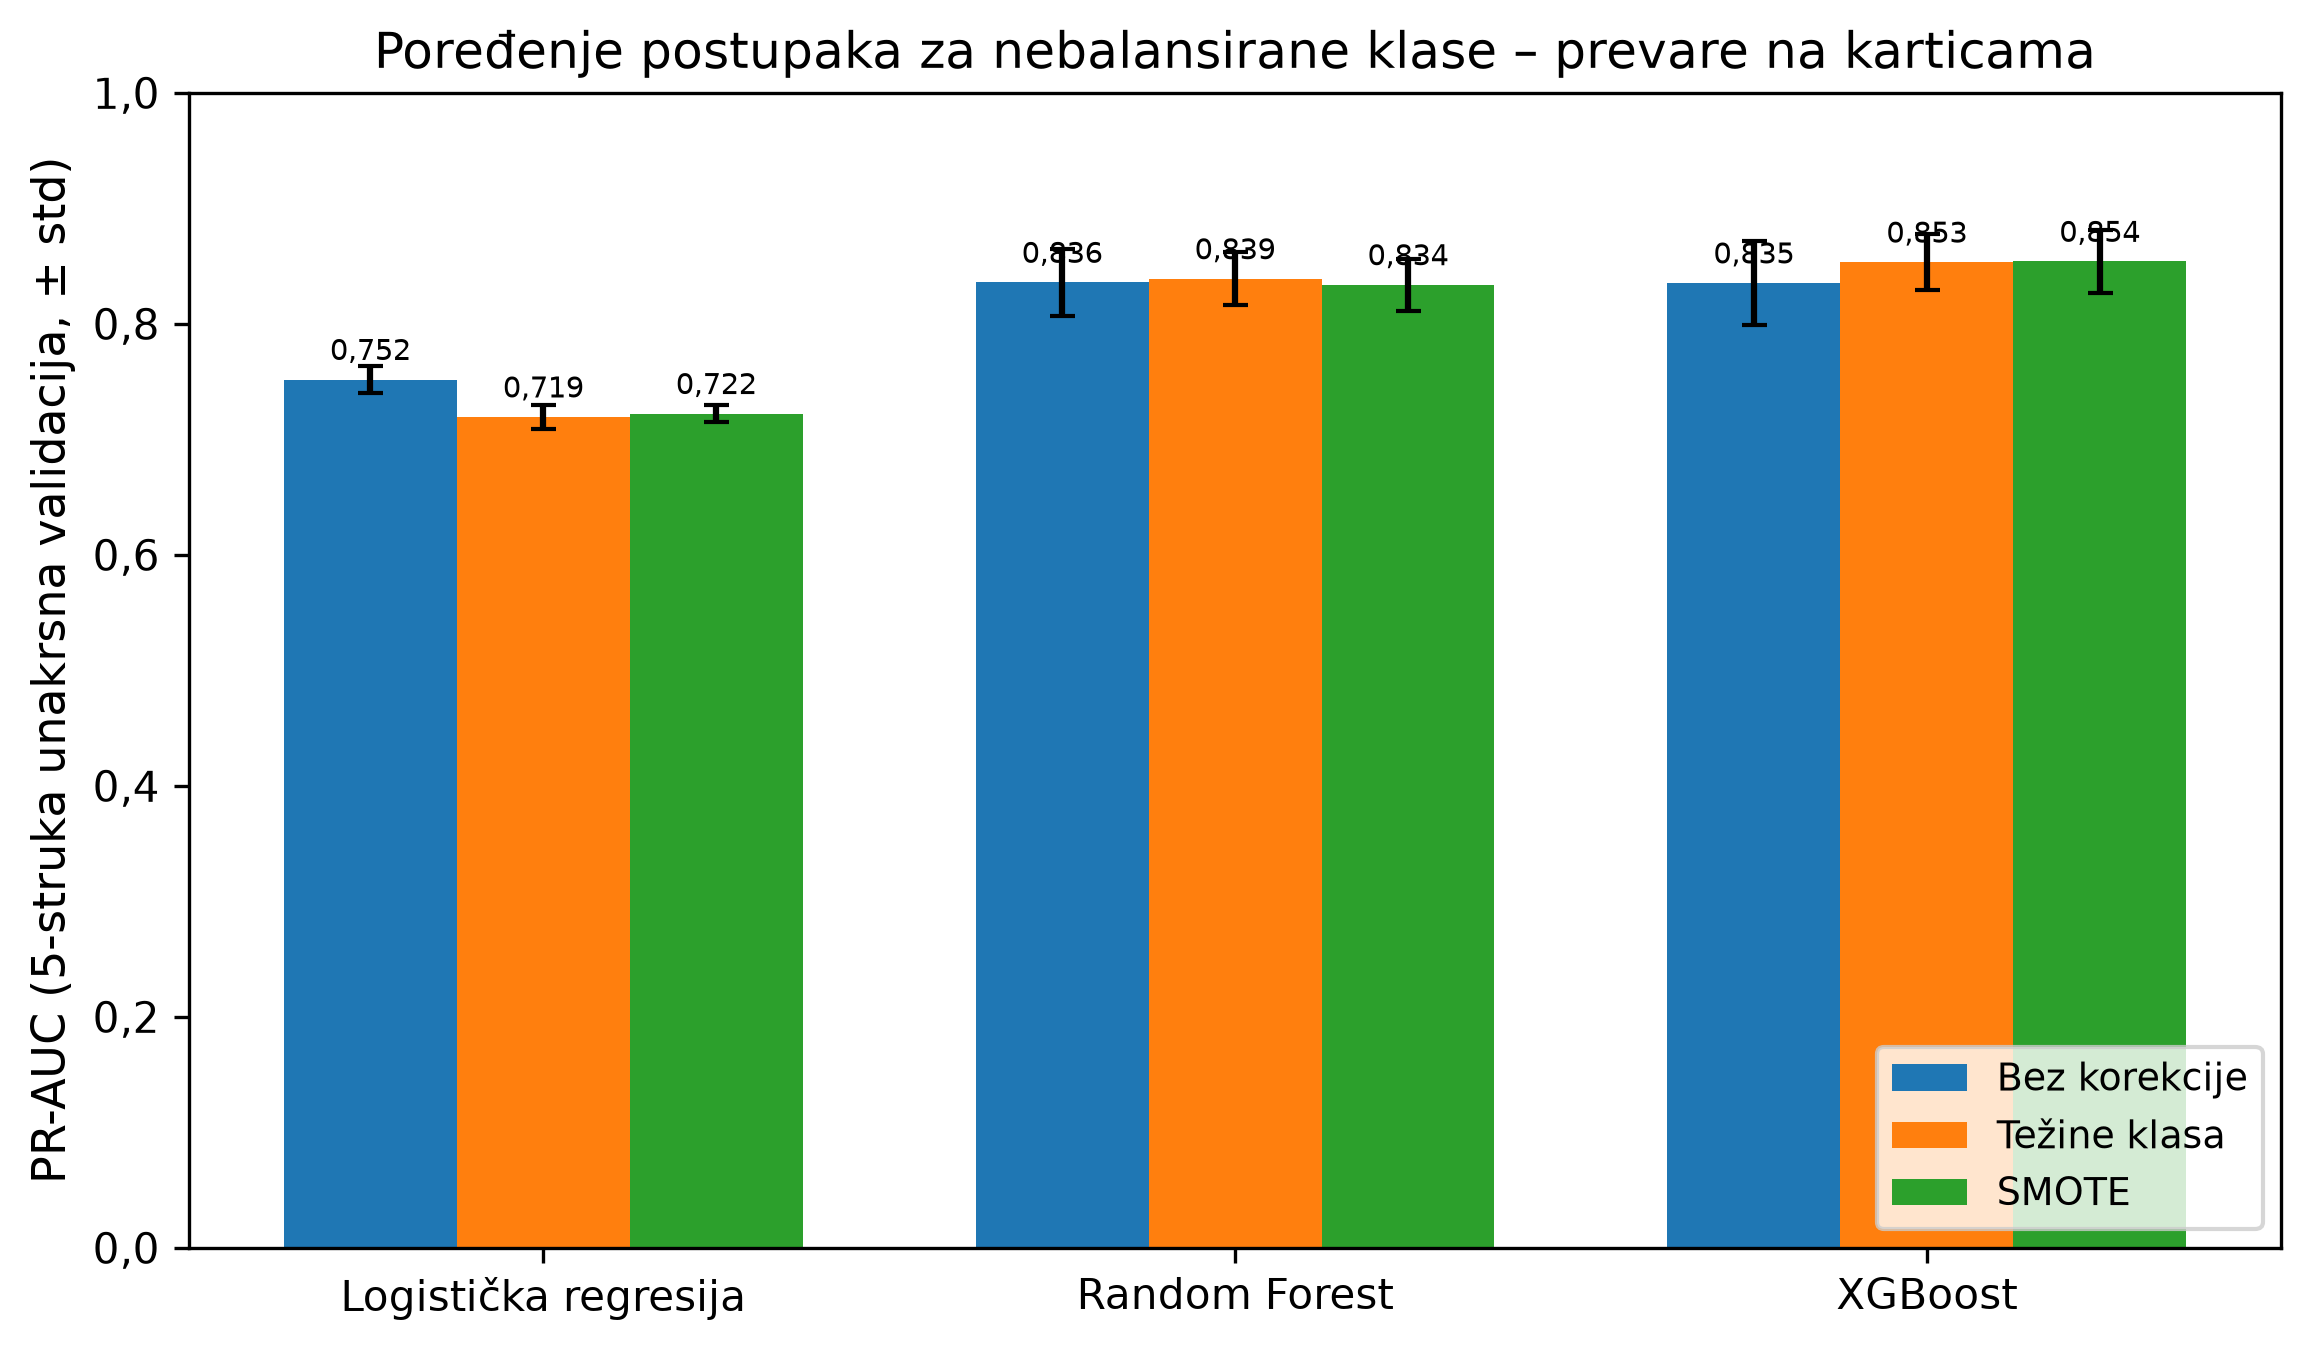 Poređenje postupaka za nebalansirane klase – prevare na karticama
PR-AUC (5-struka unakrsna validacija, ± std)
1,0
0,8
0,6
0,4
0,2
0,0
0,752
0,719
0,722
0,836
0,839
0,834
0,835
0,853
0,854
Logistička regresija
Random Forest
XGBoost
Bez korekcije
Težine klasa
SMOTE